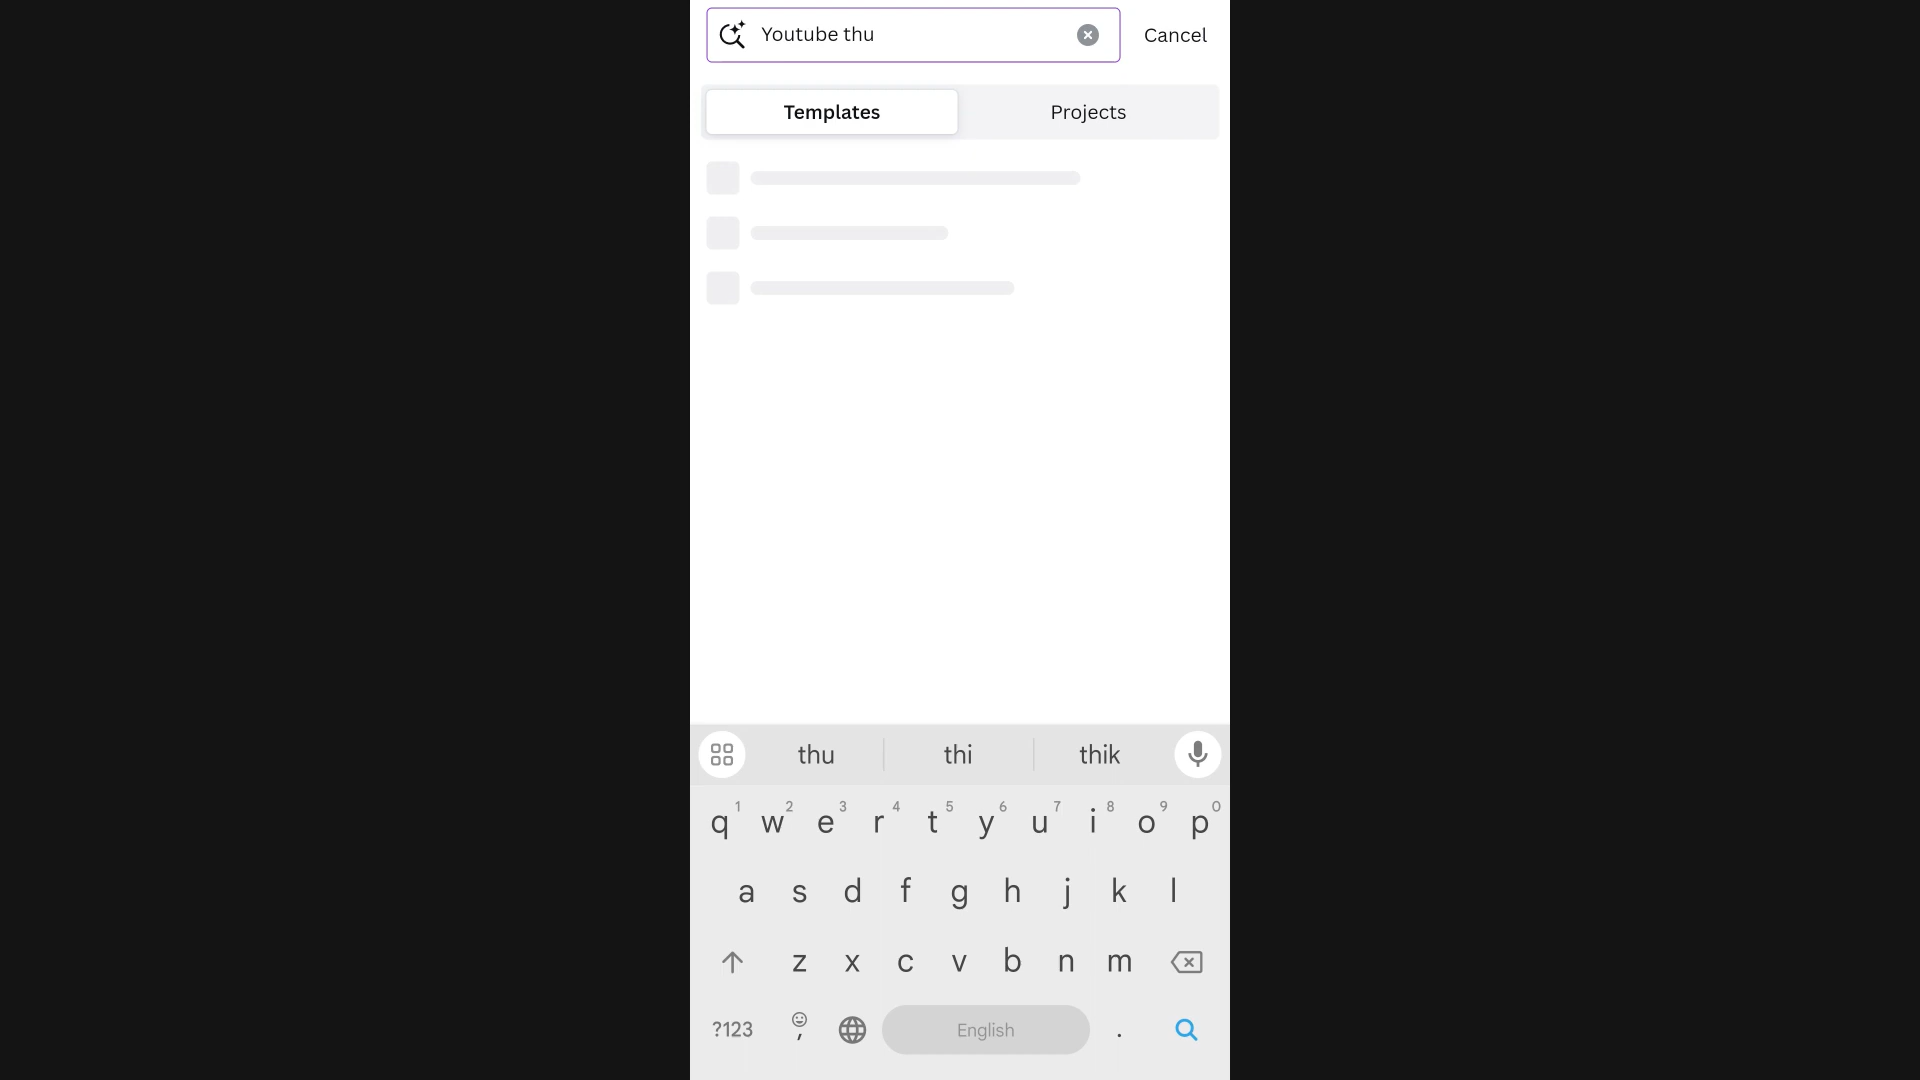 Youtube thu
Cancel
Templates
Projects
thu
thi
thik
q 1 w 2 e 3 r 4 t 5 y 6 u 7 i 8 o 9 p 0
a s d f g h j k l
z x c v b n m
?123 , English .